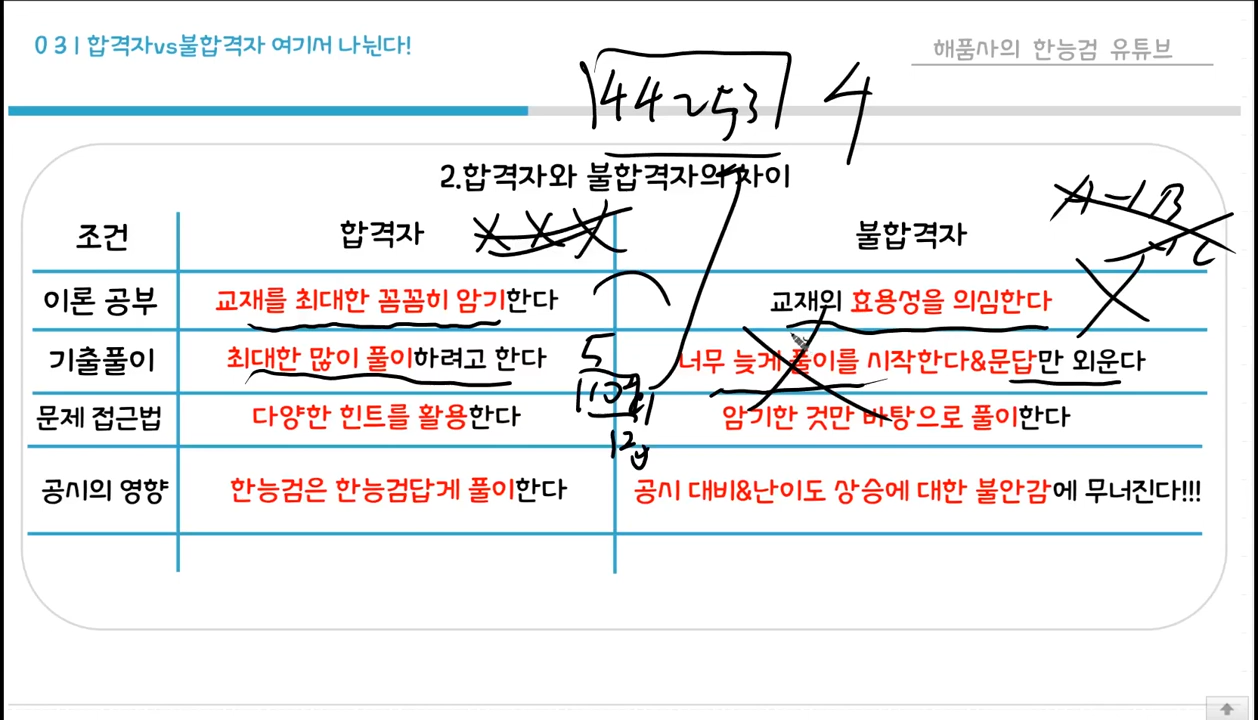 03 | 합격자vs불합격자 여기서 나뉜다!
해품사의 한능검 유튜브
44253 4
2.합격자와 불합격자의 차이
조건 합격자 불합격자
A→B
→C
이론 공부 교재를 최대한 꼼꼼히 암기한다 교재의 효용성을 의심한다
5
기출풀이 최대한 많이 풀이하려고 한다 너무 늦게 풀이를 시작한다&문답만 외운다
문제 접근법 다양한 힌트를 활용한다 암기한 것만 바탕으로 풀이한다
공시의 영향 한능검은 한능검답게 풀이한다 공시 대비&난이도 상승에 대한 불안감에 무너진다!!!